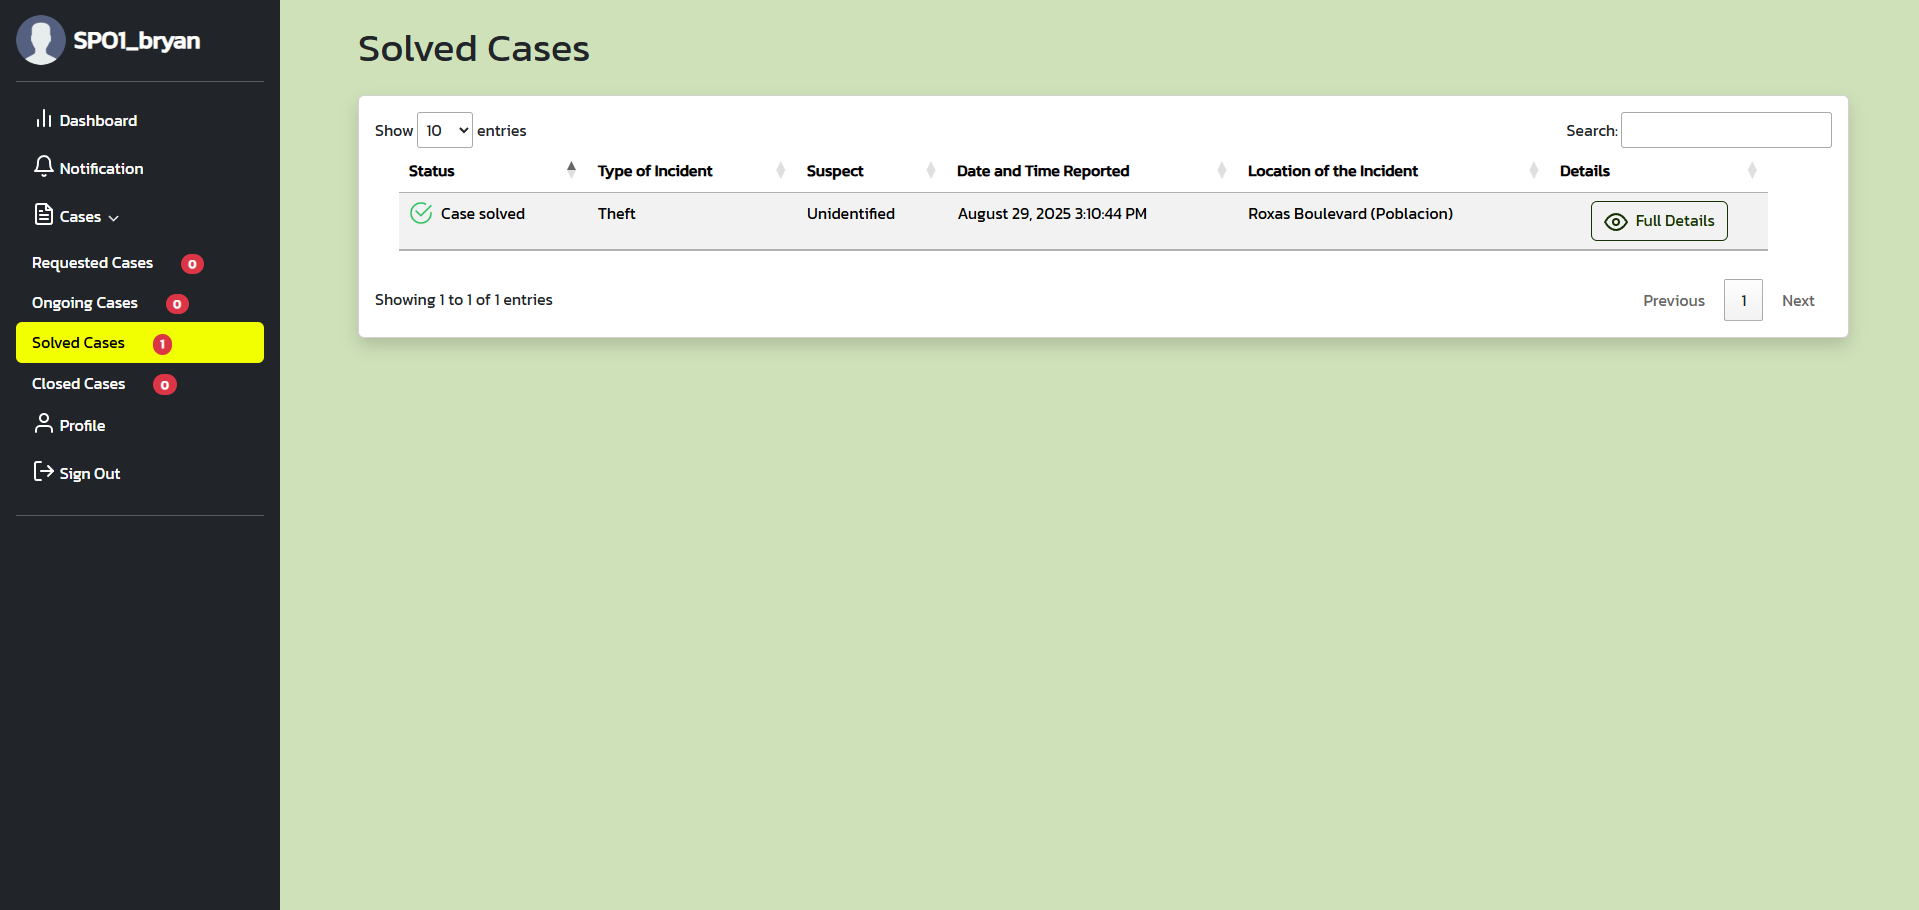 SPO1_bryan
Dashboard
Notification
Cases
Requested Cases 0
Ongoing Cases 0
Solved Cases 1
Closed Cases 0
Profile
Sign Out
Solved Cases
Show 10 entries
Search:
Status Type of Incident Suspect Date and Time Reported Location of the Incident Details
Case solved Theft Unidentified August 29, 2025 3:10:44 PM Roxas Boulevard (Poblacion) Full Details
Showing 1 to 1 of 1 entries
Previous 1 Next